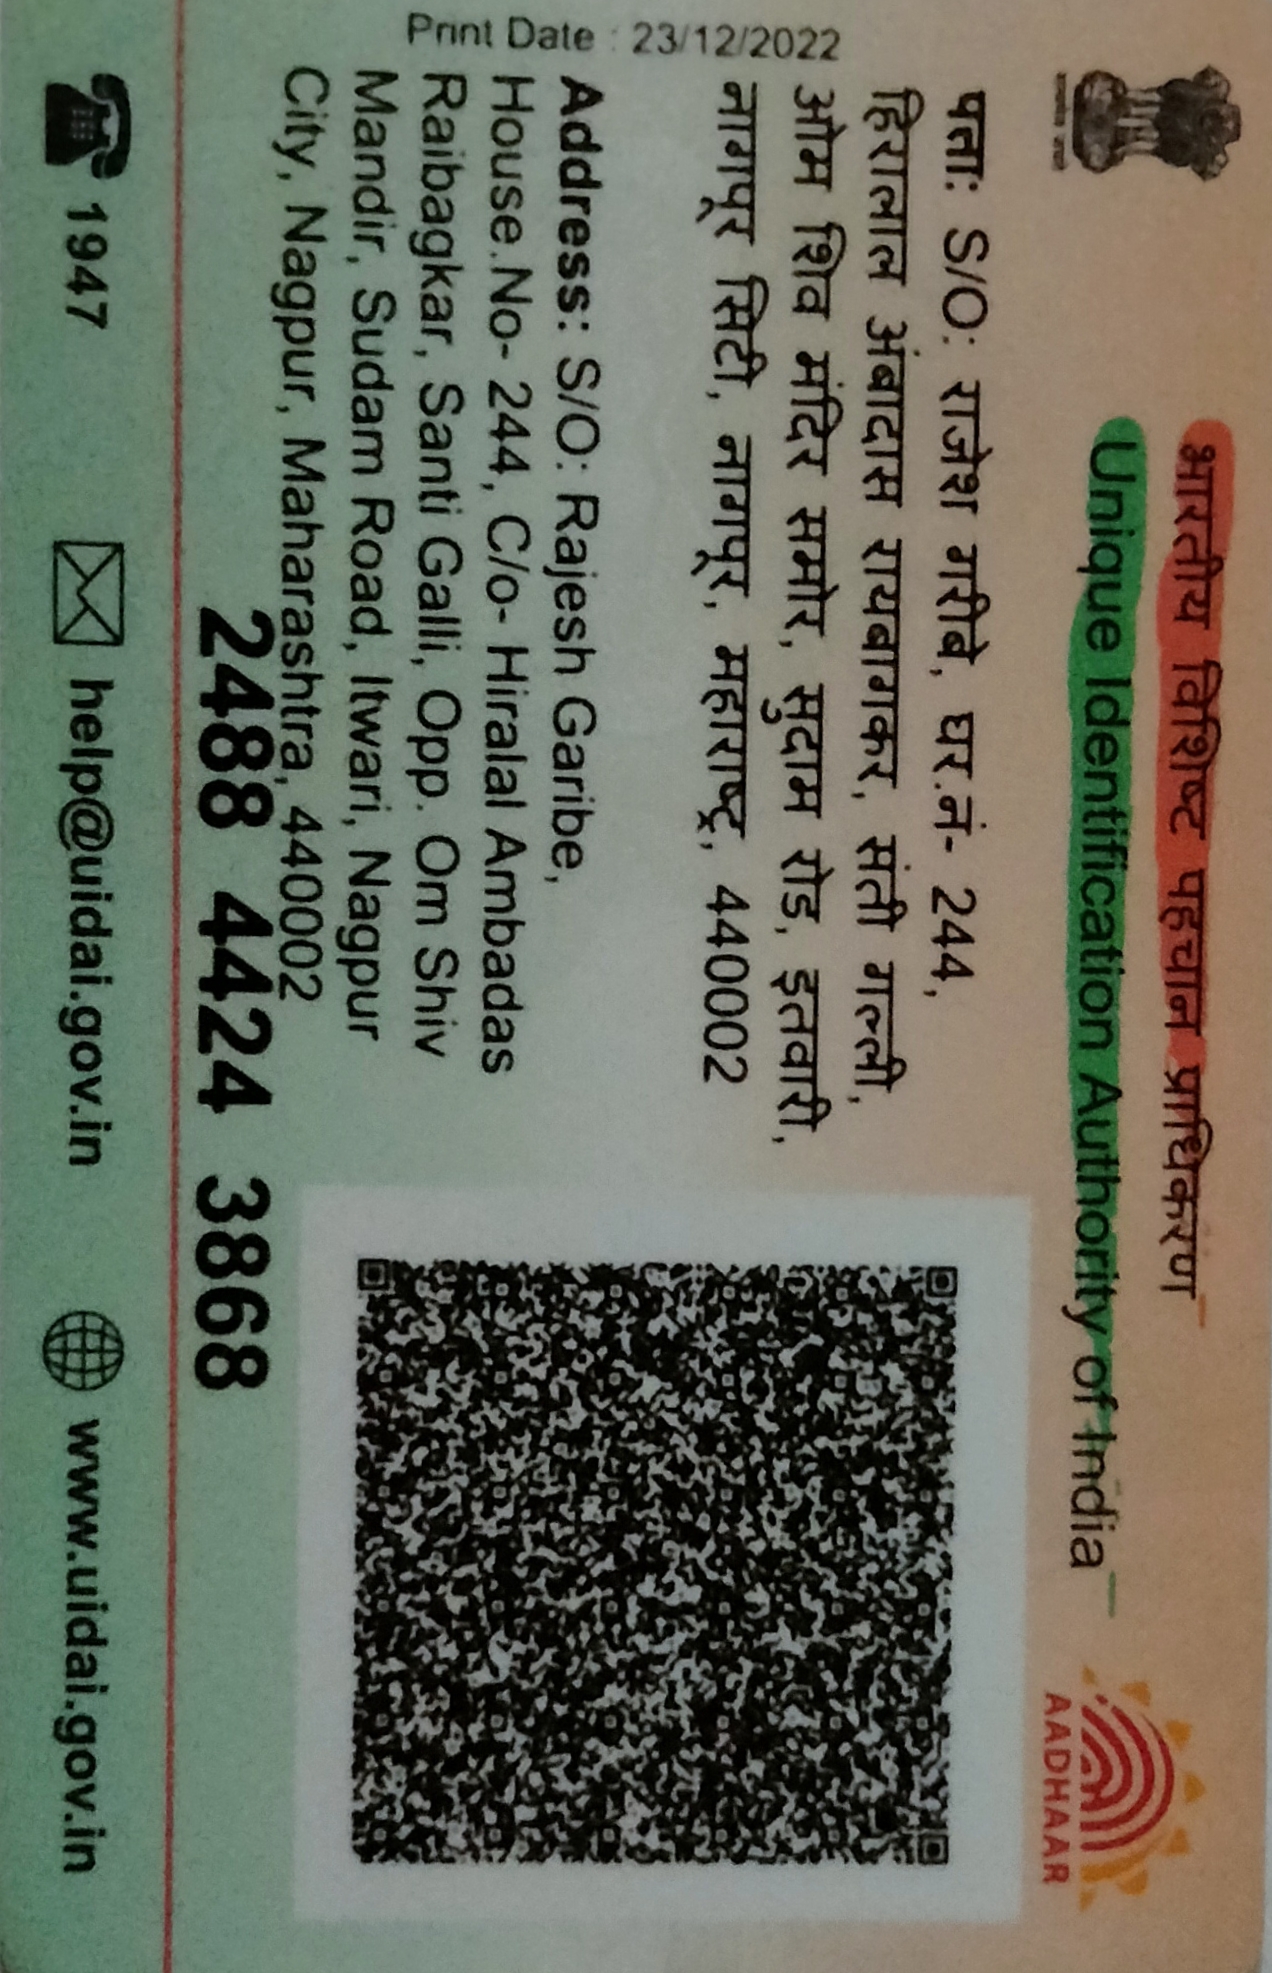 भारतीय विशिष्ट पहचान प्राधिकरण
Unique Identification Authority of India
AADHAAR
पत्ता: S/O: राजेश गरीबे, घर.नं- 244,
हिरालाल अंबादास रायबागकर, संती गल्ली,
ओम शिव मंदिर समोर, सुदाम रोड, इतवारी,
नागपूर सिटी, नागपूर, महाराष्ट्र, 440002
Address: S/O: Rajesh Garibe,
House.No- 244, C/o- Hiralal Ambadas
Raibagkar, Santi Galli, Opp. Om Shiv
Mandir, Sudam Road, Itwari, Nagpur
City, Nagpur, Maharashtra, 440002
Print Date : 23/12/2022
2488 4424 3868
1947
help@uidai.gov.in
www.uidai.gov.in